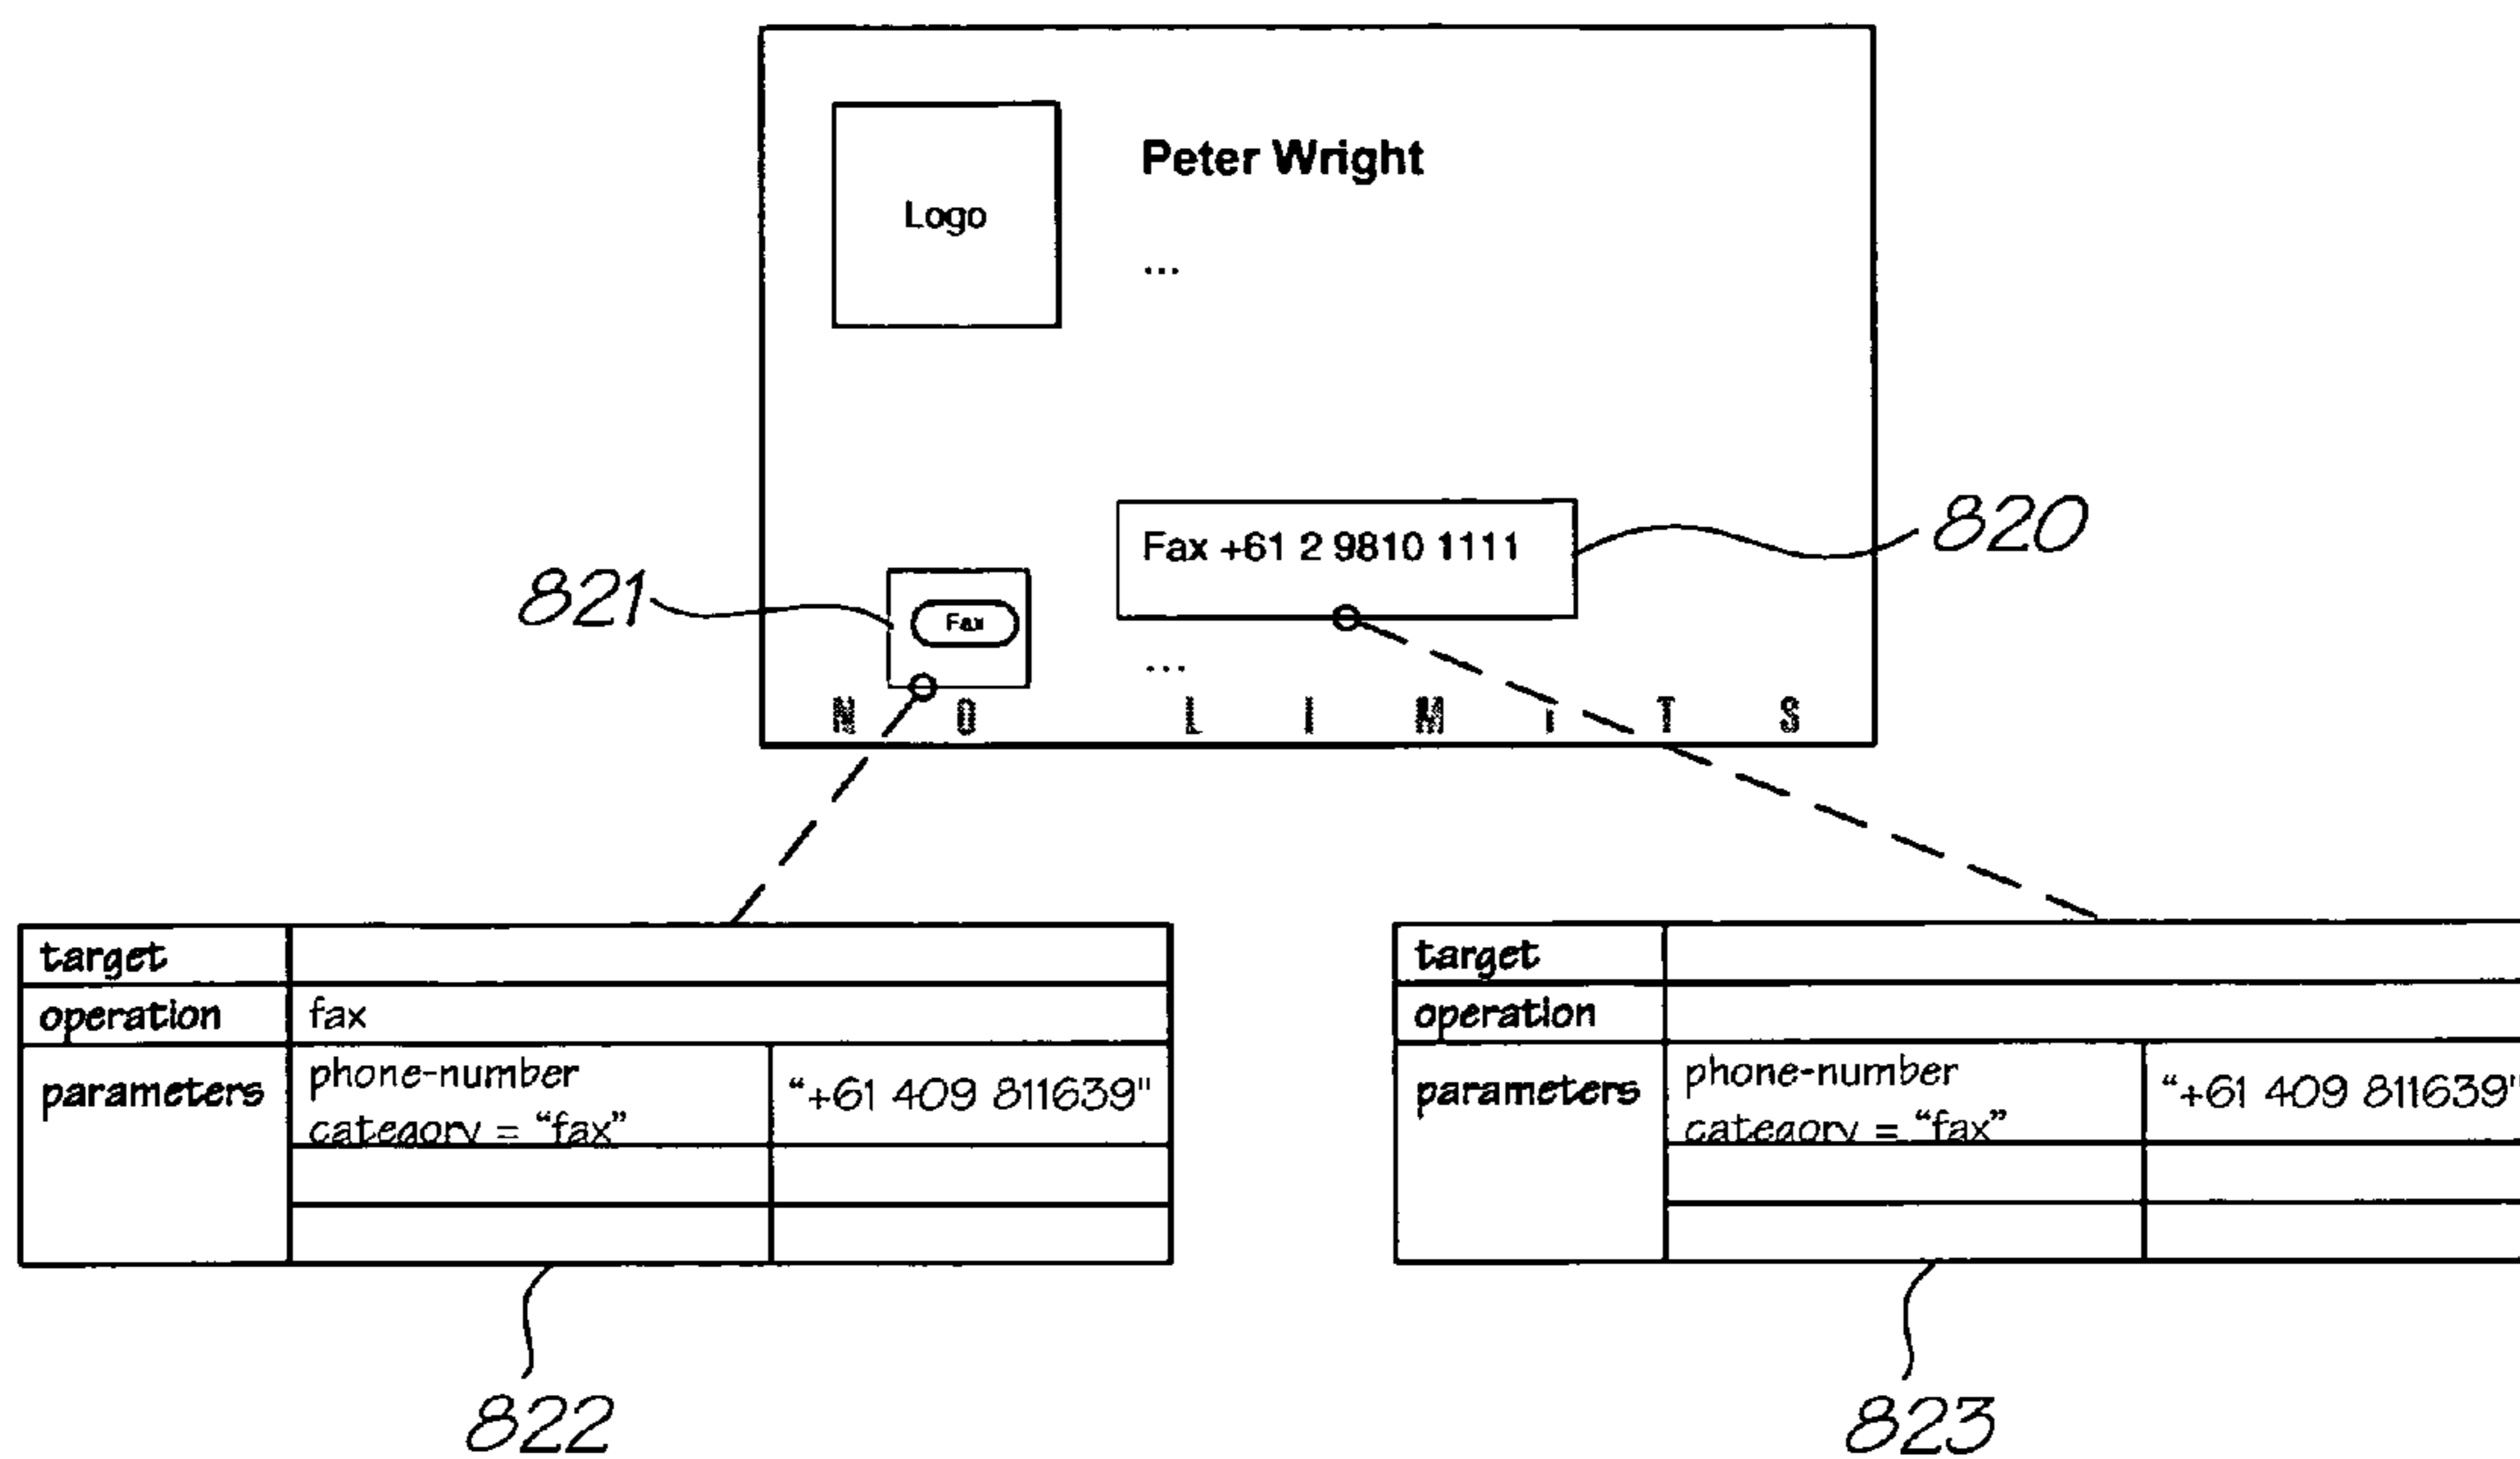 Peter Wright
Logo
...
820
Fax +61 2 9810 1111
821
Fax
...
N O L I M I T S
target
operation fax
parameters phone-number category = “fax” “+61 409 811639"
822
target
operation
parameters phone-number category = “fax” “+61 409 811639"
823